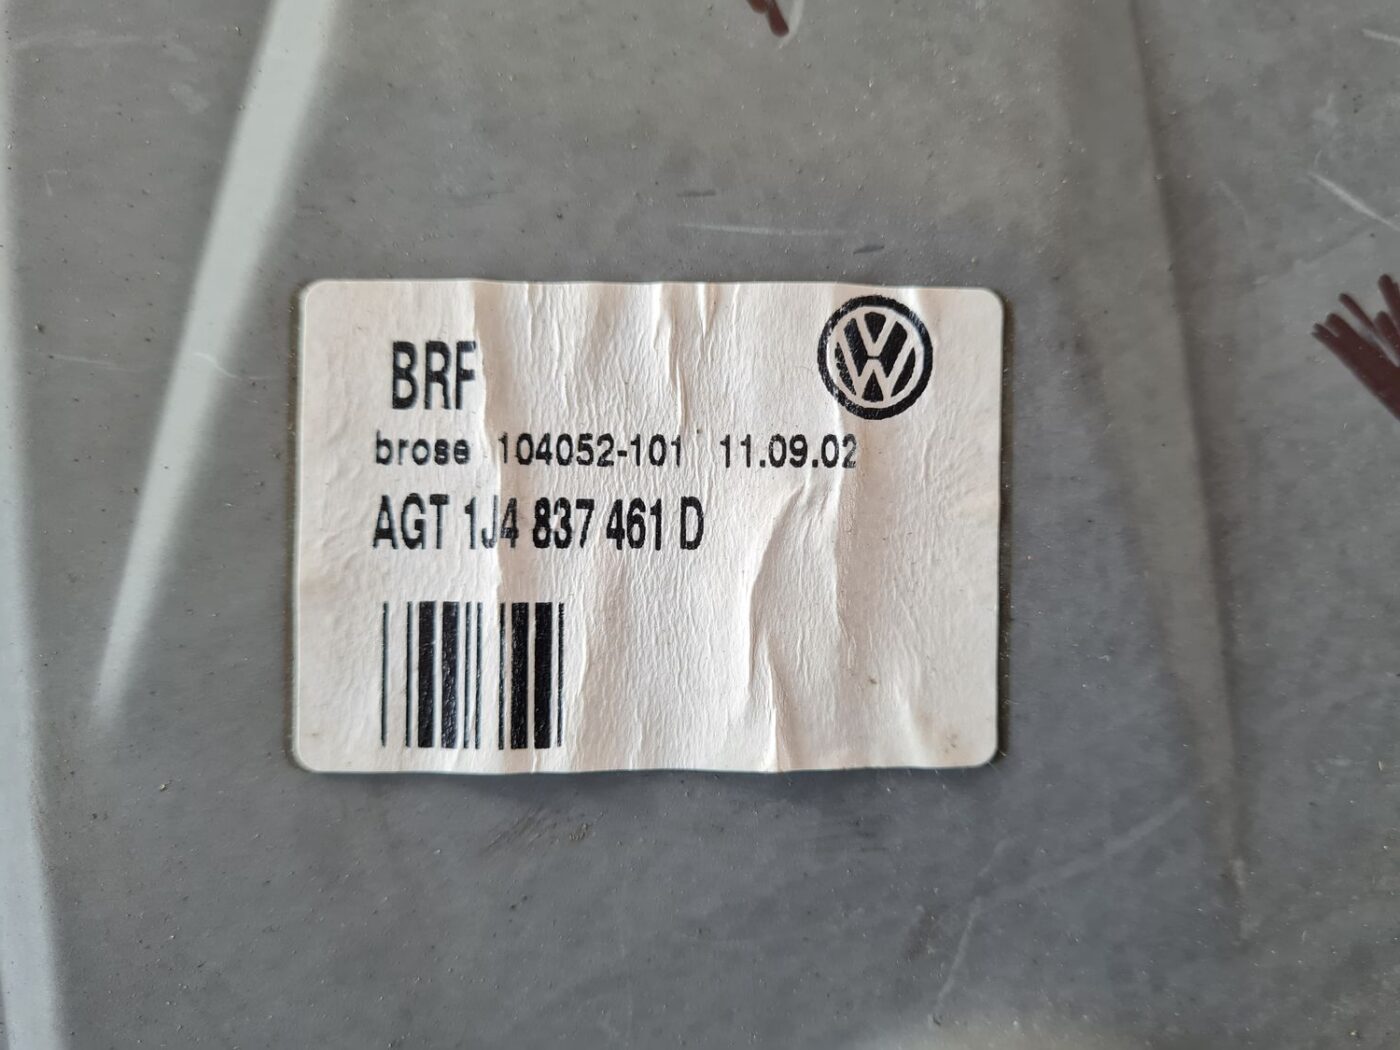 BRF
brose 104052-101 11.09.02
AGT 1J4 837 461 D